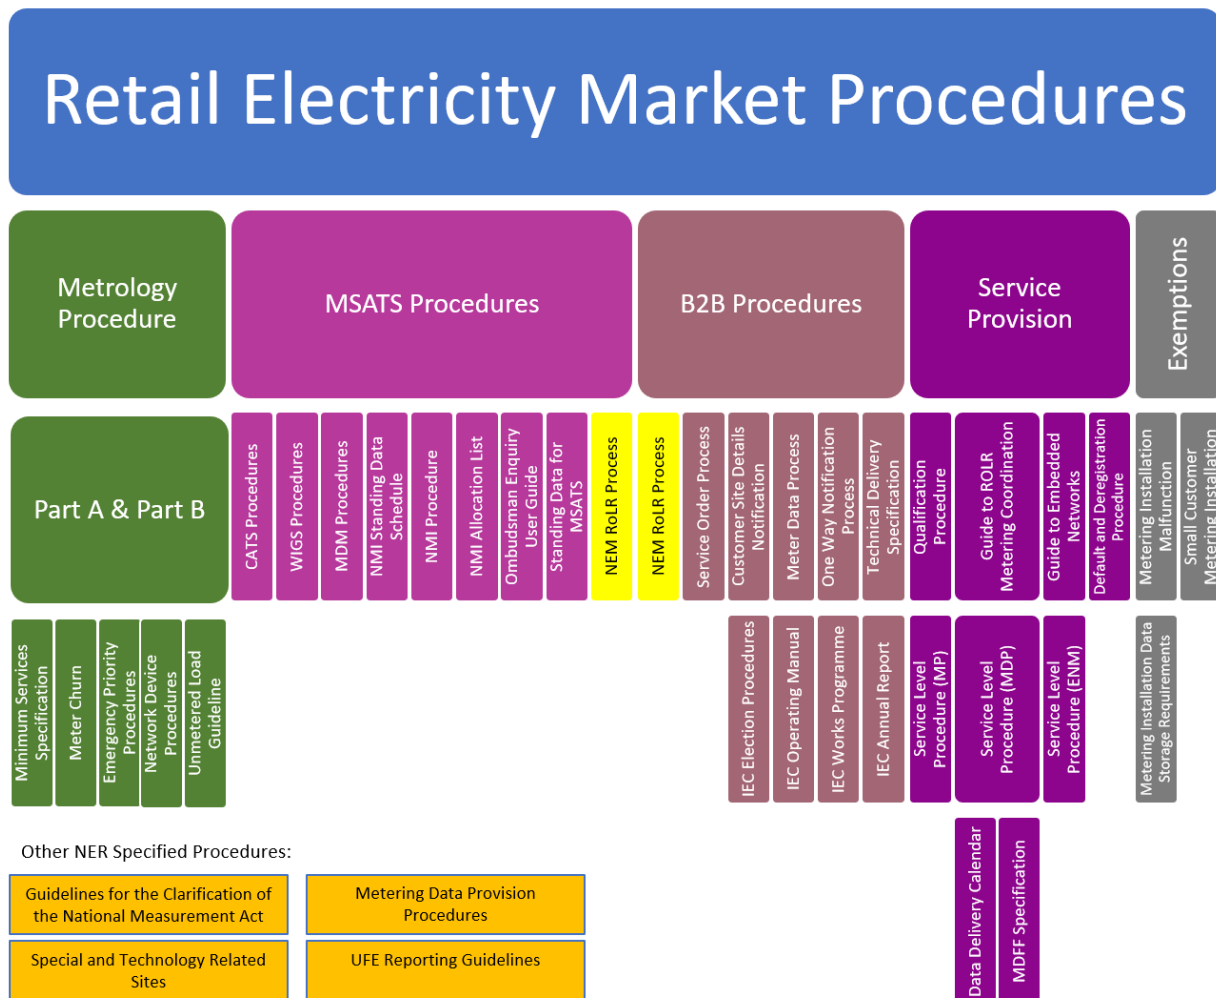 Retail Electricity Market Procedures
Metrology
Procedure
MSATS Procedures
B2B Procedures
Service
Provision
Exemptions
Part A & Part B
CATS Procedures
WIGS Procedures
MDM Procedures
NMI Standing Data
Schedule
NMI Procedure
NMI Allocation List
Ombudsman Enquiry
User Guide
Standing Data for
MSATS
NEM RoLR Process
NEM RoLR Process
Service Order Process
Customer Site Details
Notification
Meter Data Process
One Way Notification
Process
Technical Delivery
Specification
Qualification
Procedure
Guide to ROLR
Metering Coordination
Guide to Embedded
Networks
Default and Deregistration
Procedure
Metering Installation
Malfunction
Small Customer
Metering Installation
Minimum Services
Specification
Meter Churn
Emergency Priority
Procedures
Network Device
Procedures
Unmetered Load
Guideline
IEC Election Procedures
IEC Operating Manual
IEC Works Programme
IEC Annual Report
Service Level
Procedure (MP)
Service Level
Procedure (MDP)
Service Level
Procedure (ENM)
Metering Installation Data
Storage Requirements
Data Delivery Calendar
MDFF Specification
Other NER Specified Procedures:
Guidelines for the Clarification of
the National Measurement Act
Metering Data Provision
Procedures
Special and Technology Related
Sites
UFE Reporting Guidelines